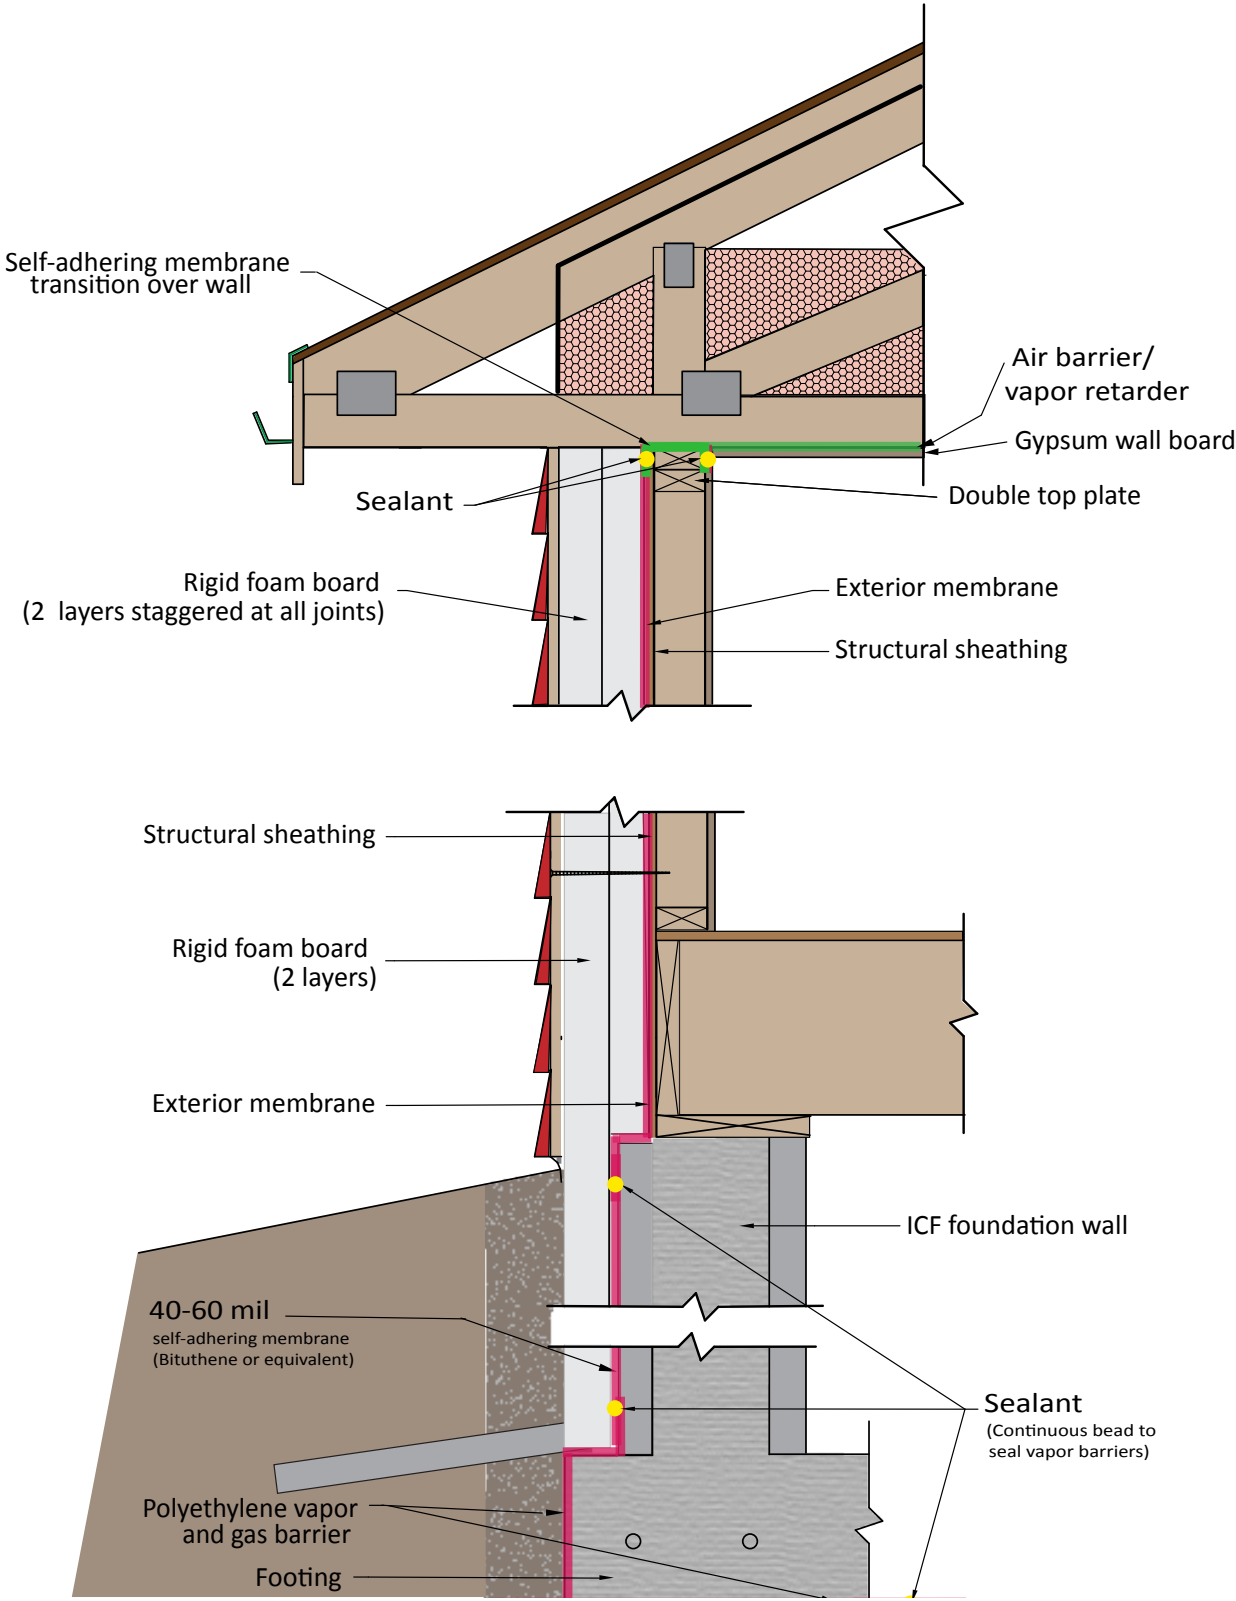 Self-adhering membrane
transition over wall
Air barrier/
vapor retarder
Gypsum wall board
Sealant
Double top plate
Rigid foam board
(2 layers staggered at all joints)
Exterior membrane
Structural sheathing
Structural sheathing
Rigid foam board
(2 layers)
Exterior membrane
ICF foundation wall
40-60 mil
self-adhering membrane
(Bituthene or equivalent)
Sealant
(Continuous bead to
seal vapor barriers)
Polyethylene vapor
and gas barrier
Footing